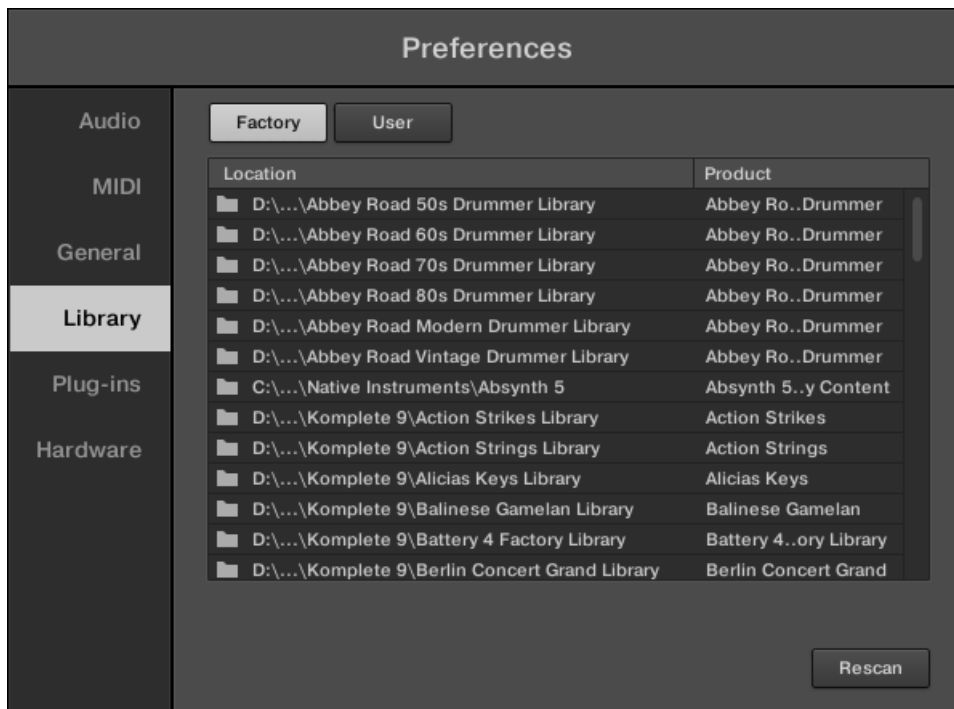 Preferences
Audio
MIDI
General
Library
Plug-ins
Hardware
Factory User
Location Product
D:\...\Abbey Road 50s Drummer Library Abbey Ro..Drummer
D:\...\Abbey Road 60s Drummer Library Abbey Ro..Drummer
D:\...\Abbey Road 70s Drummer Library Abbey Ro..Drummer
D:\...\Abbey Road 80s Drummer Library Abbey Ro..Drummer
D:\...\Abbey Road Modern Drummer Library Abbey Ro..Drummer
D:\...\Abbey Road Vintage Drummer Library Abbey Ro..Drummer
C:\...\Native Instruments\Absynth 5 Absynth 5..y Content
D:\...\Komplete 9\Action Strikes Library Action Strikes
D:\...\Komplete 9\Action Strings Library Action Strings
D:\...\Komplete 9\Alicias Keys Library Alicias Keys
D:\...\Komplete 9\Balinese Gamelan Library Balinese Gamelan
D:\...\Komplete 9\Battery 4 Factory Library Battery 4..ory Library
D:\...\Komplete 9\Berlin Concert Grand Library Berlin Concert Grand
Rescan